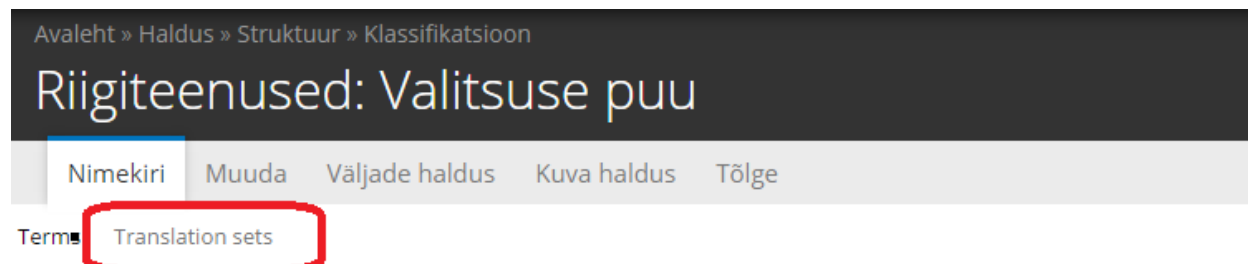 Avaleht » Haldus » Struktuur » Klassifikatsioon
Riigiteenused: Valitsuse puu
Nimekiri Muuda Väljade haldus Kuva haldus Tõlge
Terms Translation sets